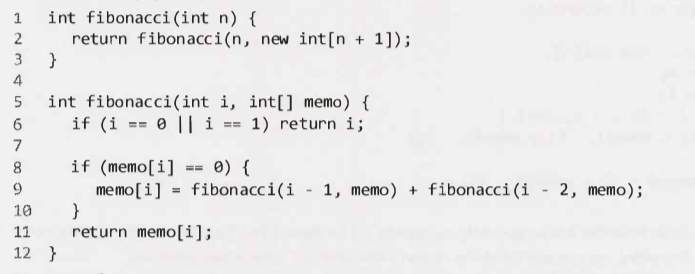 1 int fibonacci(int n) {
2 return fibonacci(n, new int[n + 1]);
3 }
4
5 int fibonacci(int i, int[] memo) {
6 if (i == 0 || i == 1) return i;
7
8 if (memo[i] == 0) {
9 memo[i] = fibonacci(i - 1, memo) + fibonacci(i - 2, memo);
10 }
11 return memo[i];
12 }